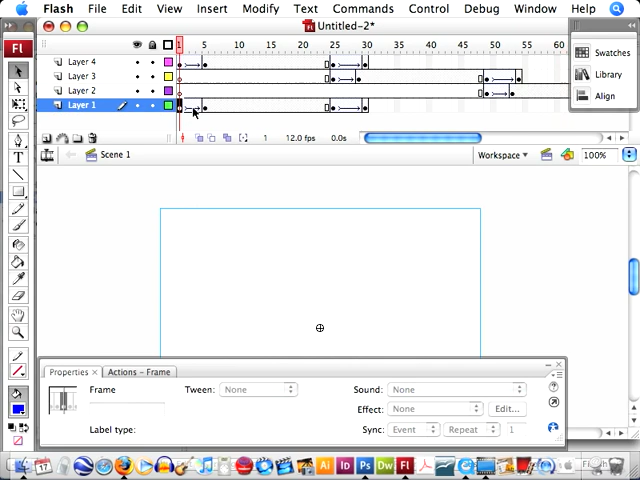 Flash File Edit View Insert Modify Text Commands Control Debug Window Help
Untitled-2*
Fl
1 5 10 15 20 25 30 35 40 45 50 55 60
Layer 4
Layer 3
Layer 2
Layer 1
Swatches
Library
Align
1 12.0 fps 0.0s
Scene 1
Workspace
100%
T
Properties × Actions - Frame
Frame
Tween: None
Sound: None
Effect: None
Edit...
Label type:
Sync: Event Repeat 1
17
Ai Id Ps Dw Fl